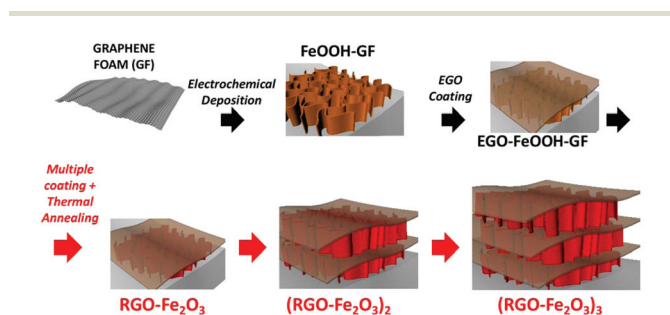 GRAPHENE
FOAM (GF)
Electrochemical
Deposition
FeOOH-GF
EGO
Coating
EGO-FeOOH-GF
Multiple
coating +
Thermal
Annealing
RGO-Fe₂O₃
(RGO-Fe₂O₃)₂
(RGO-Fe₂O₃)₃